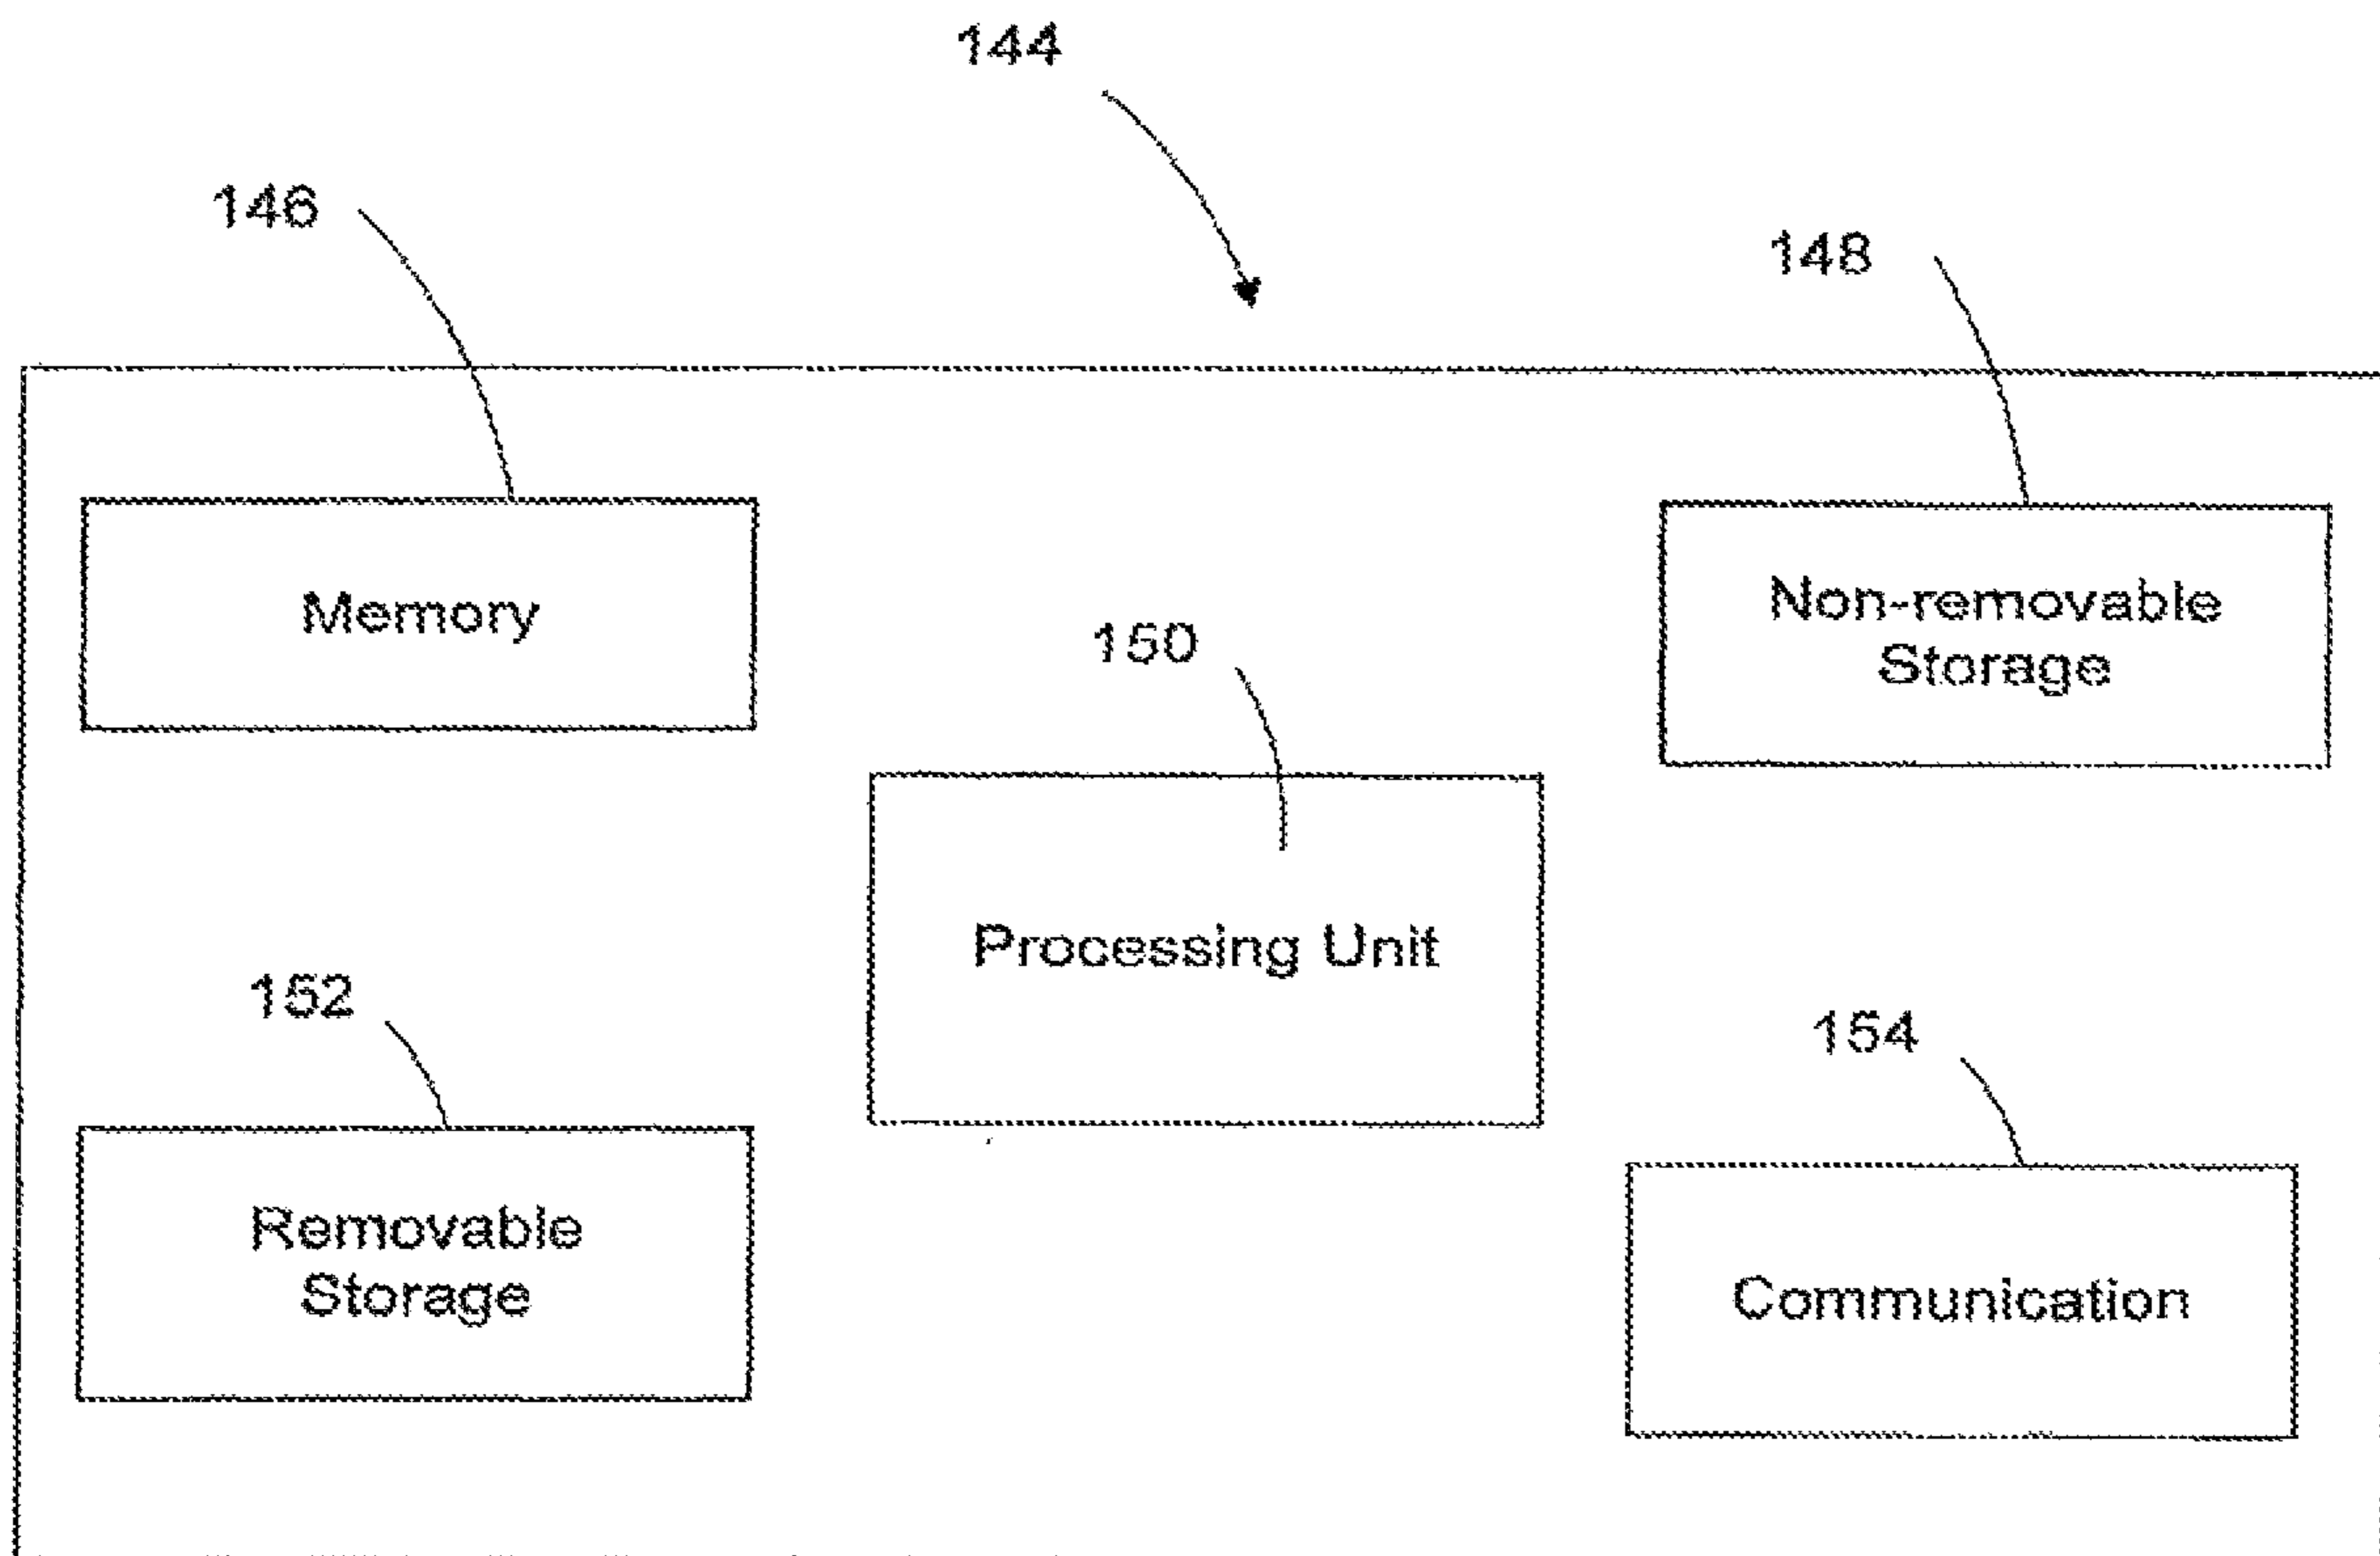 144
146
148
Memory
Non-removable
Storage
150
Processing Unit
152
154
Removable
Storage
Communication